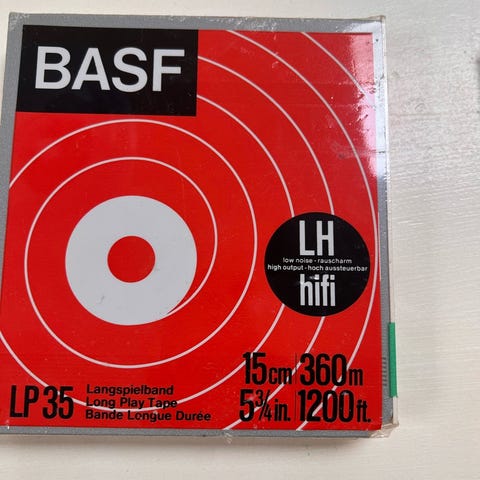 BASF
LH
low noise - rauscharm
high output - hoch aussteuerbar
hifi
15cm 360m
5¾in. 1200ft.
LP 35
Langspielband
Long Play Tape
Bande Longue Durée